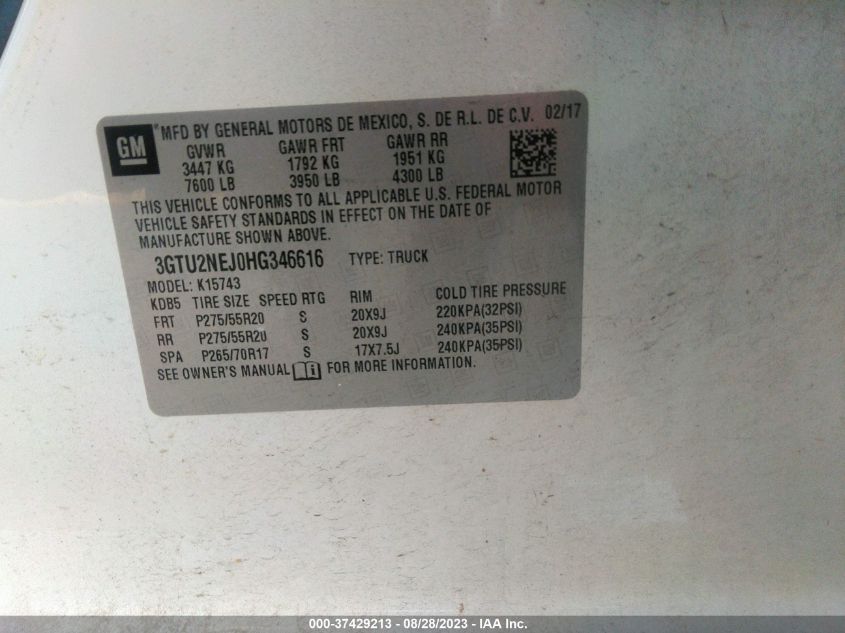 GM
MFD BY GENERAL MOTORS DE MEXICO, S. DE R.L. DE C.V. 02/17
GVWR GAWR FRT GAWR RR
3447 KG 1792 KG 1951 KG
7600 LB 3950 LB 4300 LB
THIS VEHICLE CONFORMS TO ALL APPLICABLE U.S. FEDERAL MOTOR
VEHICLE SAFETY STANDARDS IN EFFECT ON THE DATE OF
MANUFACTURE SHOWN ABOVE.
3GTU2NEJ0HG346616 TYPE: TRUCK
MODEL: K15743
KDB5 TIRE SIZE SPEED RTG RIM COLD TIRE PRESSURE
FRT P275/55R20 S 20X9J 220KPA(32PSI)
RR P275/55R20 S 20X9J 240KPA(35PSI)
SPA P265/70R17 S 17X7.5J 240KPA(35PSI)
SEE OWNER'S MANUAL FOR MORE INFORMATION.
000-37429213 - 08/28/2023 - IAA Inc.